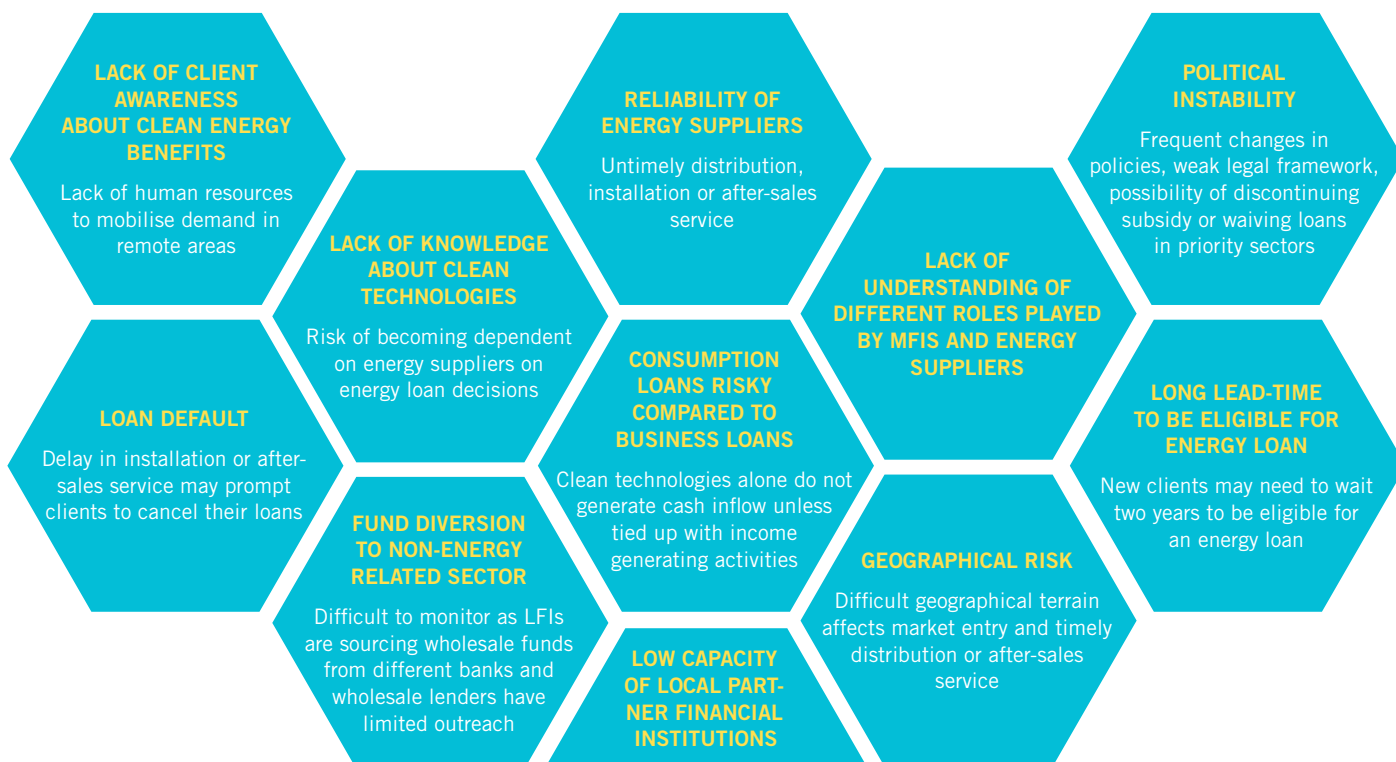 LACK OF CLIENT
AWARENESS
ABOUT CLEAN ENERGY
BENEFITS
Lack of human resources
to mobilise demand in
remote areas
RELIABILITY OF
ENERGY SUPPLIERS
Untimely distribution,
installation or after-sales
service
POLITICAL
INSTABILITY
Frequent changes in
policies, weak legal framework,
possibility of discontinuing
subsidy or waiving loans
in priority sectors
LACK OF KNOWLEDGE
ABOUT CLEAN
TECHNOLOGIES
Risk of becoming dependent
on energy suppliers on
energy loan decisions
LACK OF
UNDERSTANDING OF
DIFFERENT ROLES PLAYED
BY MFIS AND ENERGY
SUPPLIERS
LOAN DEFAULT
Delay in installation or after-
sales service may prompt
clients to cancel their loans
CONSUMPTION
LOANS RISKY
COMPARED TO
BUSINESS LOANS
Clean technologies alone do not
generate cash inflow unless
tied up with income
generating activities
LONG LEAD-TIME
TO BE ELIGIBLE FOR
ENERGY LOAN
New clients may need to wait
two years to be eligible for
an energy loan
FUND DIVERSION
TO NON-ENERGY
RELATED SECTOR
Difficult to monitor as LFIs
are sourcing wholesale funds
from different banks and
wholesale lenders have
limited outreach
GEOGRAPHICAL RISK
Difficult geographical terrain
affects market entry and timely
distribution or after-sales
service
LOW CAPACITY
OF LOCAL PART-
NER FINANCIAL
INSTITUTIONS